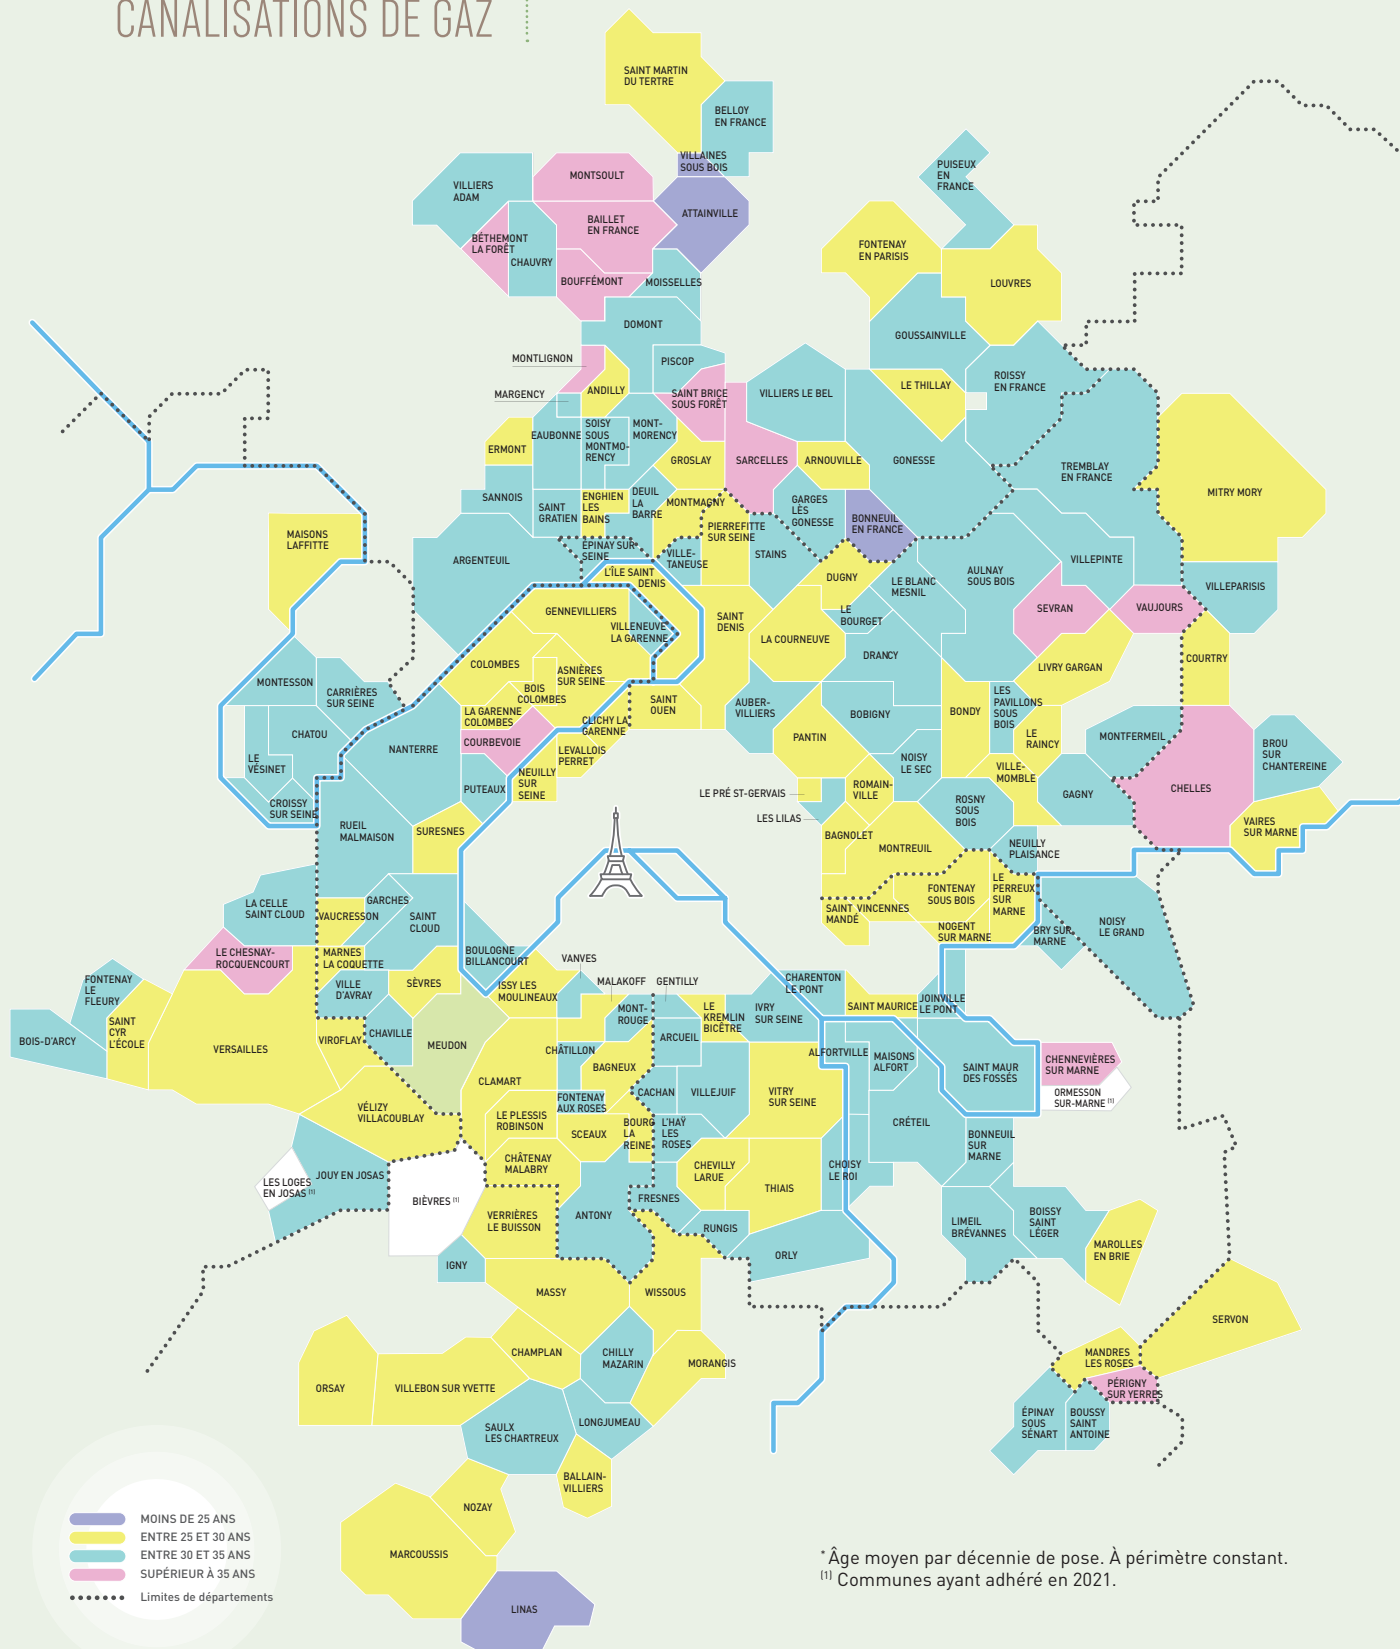 CANALISATIONS DE GAZ
SAINT MARTIN
DU TERTRE
BELLOY
EN FRANCE
VILLAINES
SOUS BOIS
PUISEUX
EN
FRANCE
MONTSOULT
VILLIERS
ADAM
ATTAINVILLE
BAILLET
EN FRANCE
BÉTHEMONT
LA FORÊT
CHAUVRY
FONTENAY
EN PARISIS
BOUFFÉMONT
MOISSELLES
LOUVRES
DOMONT
GOUSSAINVILLE
MONTLIGNON
PISCOP
ROISSY
EN FRANCE
MARGENCY
ANDILLY
SAINT BRICE
SOUS FORÊT
VILLIERS LE BEL
LE THILLAY
EAUBONNE
SOISY
SOUS
MONTMO-
RENCY
MONT-
MORENCY
ERMONT
GROSLAY
SARCELLES
ARNOUVILLE
GONESSE
TREMBLAY
EN FRANCE
MITRY MORY
SANNOIS
SAINT
GRATIEN
ENGHIEN
LES
BAINS
DEUIL
LA
BARRE
MONTMAGNY
GARGES
LÈS
GONESSE
BONNEUIL
EN FRANCE
MAISONS
LAFFITTE
PIERREFITTE
SUR SEINE
ARGENTEUIL
ÉPINAY SUR
SEINE
VILLE-
TANEUSE
STAINS
VILLEPINTE
L'ÎLE SAINT
DENIS
DUGNY
LE BLANC
MESNIL
AULNAY
SOUS BOIS
VILLEPARISIS
GENNEVILLIERS
VILLENEUVE
LA GARENNE
SAINT
DENIS
LE
BOURGET
SEVRAN
VAUJOURS
LA COURNEUVE
DRANCY
COLOMBES
ASNIÈRES
SUR SEINE
LIVRY GARGAN
COURTRY
MONTESSON
CARRIÈRES
SUR SEINE
BOIS
COLOMBES
LA GARENNE
COLOMBES
SAINT
OUEN
AUBER-
VILLIERS
BOBIGNY
BONDY
LES
PAVILLONS
SOUS
BOIS
CLICHY LA
GARENNE
CHATOU
NANTERRE
COURBEVOIE
LEVALLOIS
PERRET
PANTIN
LE
RAINCY
MONTFERMEIL
BROU
SUR
CHANTEREINE
LE
VÉSINET
NEUILLY
SUR
SEINE
NOISY
LE SEC
VILLE-
MOMBLE
PUTEAUX
LE PRÉ ST-GERVAIS
ROMAIN-
VILLE
GAGNY
CHELLES
CROISSY
SUR SEINE
LES LILAS
ROSNY
SOUS
BOIS
RUEIL
MALMAISON
SURESNES
BAGNOLET
VAIRES
SUR MARNE
MONTREUIL
NEUILLY
PLAISANCE
LE
PERREUX
SUR
MARNE
LA CELLE
SAINT CLOUD
GARCHES
FONTENAY
SOUS BOIS
VAUCRESSON
SAINT
CLOUD
SAINT
MANDÉ
VINCENNES
NOGENT
SUR MARNE
BRY SUR
MARNE
NOISY
LE GRAND
LE CHESNAY-
ROCQUENCOURT
MARNES
LA COQUETTE
BOULOGNE
BILLANCOURT
VANVES
FONTENAY
LE
FLEURY
VILLE
D'AVRAY
SÈVRES
ISSY LES
MOULINEAUX
MALAKOFF
GENTILLY
CHARENTON
LE PONT
SAINT MAURICE
JOINVILLE
LE PONT
SAINT
CYR
L'ÉCOLE
MONT-
ROUGE
LE
KREMLIN
BICÊTRE
IVRY
SUR SEINE
BOIS-D'ARCY
VERSAILLES
VIROFLAY
CHAVILLE
MEUDON
CHÂTILLON
ARCUEIL
ALFORTVILLE
MAISONS
ALFORT
SAINT MAUR
DES FOSSÉS
CHENNEVIÈRES
SUR MARNE
CLAMART
BAGNEUX
ORMESSON
SUR-MARNE (1)
VÉLIZY
VILLACOUBLAY
LE PLESSIS
ROBINSON
FONTENAY
AUX ROSES
CACHAN
VILLEJUIF
VITRY
SUR SEINE
SCEAUX
BOURG
LA
REINE
L'HAŸ
LES
ROSES
CRÉTEIL
BONNEUIL
SUR
MARNE
JOUY EN JOSAS
LES LOGES
EN JOSAS (1)
CHÂTENAY
MALABRY
CHEVILLY
LARUE
THIAIS
CHOISY
LE ROI
BIÈVRES (1)
VERRIÈRES
LE BUISSON
ANTONY
FRESNES
RUNGIS
LIMEIL
BRÉVANNES
BOISSY
SAINT
LÉGER
IGNY
ORLY
MAROLLES
EN BRIE
MASSY
WISSOUS
SERVON
CHAMPLAN
CHILLY
MAZARIN
MORANGIS
MANDRES
LES ROSES
ORSAY
VILLEBON SUR YVETTE
PÉRIGNY
SUR YERRES
SAULX
LES CHARTREUX
LONGJUMEAU
ÉPINAY
SOUS
SÉNART
BOUSSY
SAINT
ANTOINE
BALLAIN-
VILLIERS
NOZAY
MARCOUSSIS
LINAS
MOINS DE 25 ANS
ENTRE 25 ET 30 ANS
ENTRE 30 ET 35 ANS
SUPÉRIEUR À 35 ANS
Limites de départements
* Âge moyen par décennie de pose. À périmètre constant.
(1) Communes ayant adhéré en 2021.